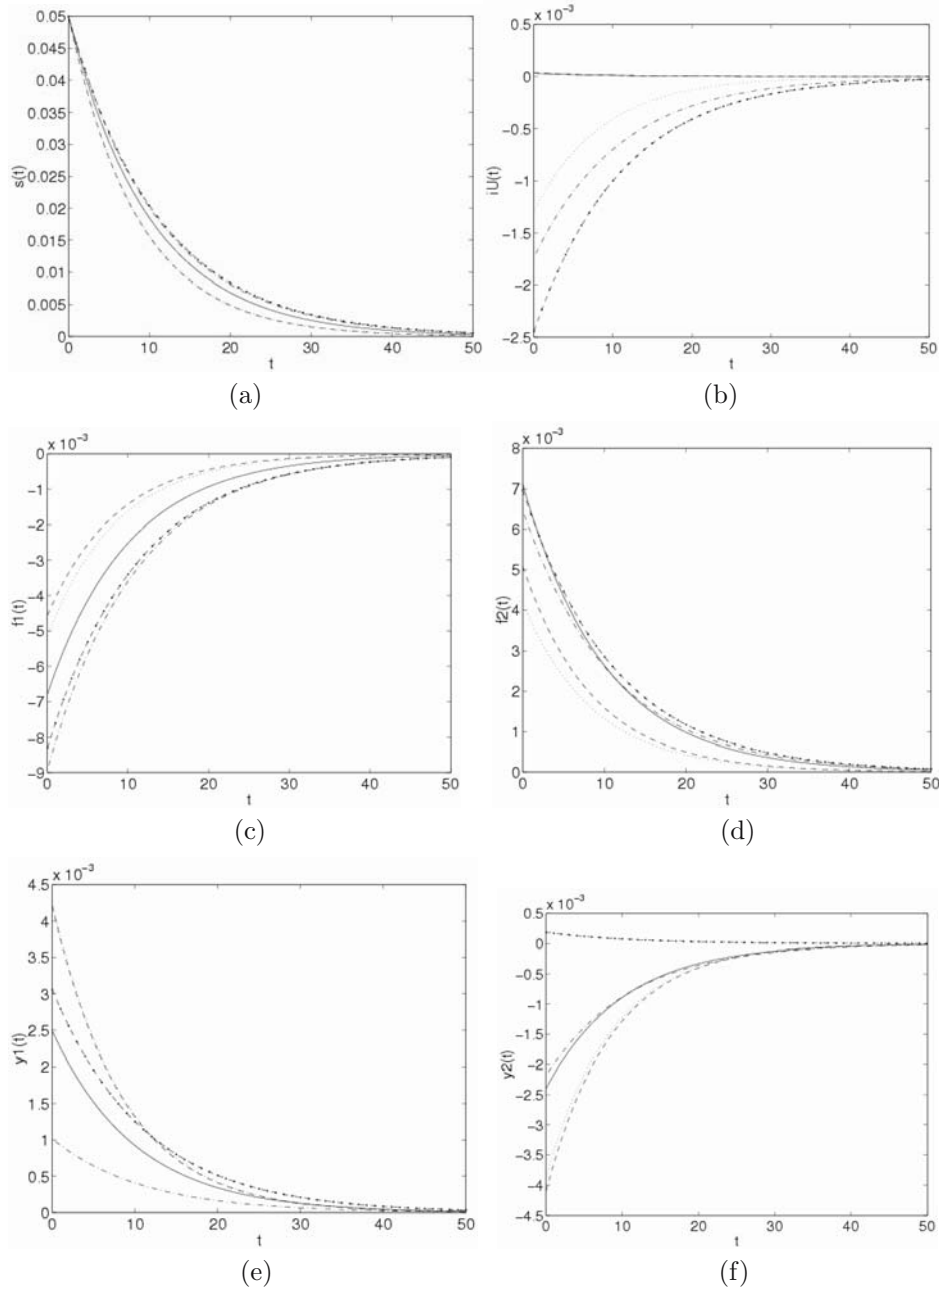 0.05
0.045
0.04
0.035
0.03
0.025
0.02
0.015
0.01
0.005
0
0 10 20 30 40 50
s(t)
t
(a)
x 10⁻³
0.5
0
−0.5
−1
−1.5
−2
−2.5
0 10 20 30 40 50
iU(t)
t
(b)
x 10⁻³
0
−1
−2
−3
−4
−5
−6
−7
−8
−9
0 10 20 30 40 50
f1(t)
t
(c)
x 10⁻³
8
7
6
5
4
3
2
1
0
0 10 20 30 40 50
f2(t)
t
(d)
x 10⁻³
4.5
4
3.5
3
2.5
2
1.5
1
0.5
0
0 10 20 30 40 50
y1(t)
t
(e)
x 10⁻³
0.5
0
−0.5
−1
−1.5
−2
−2.5
−3
−3.5
−4
−4.5
0 10 20 30 40 50
y2(t)
t
(f)